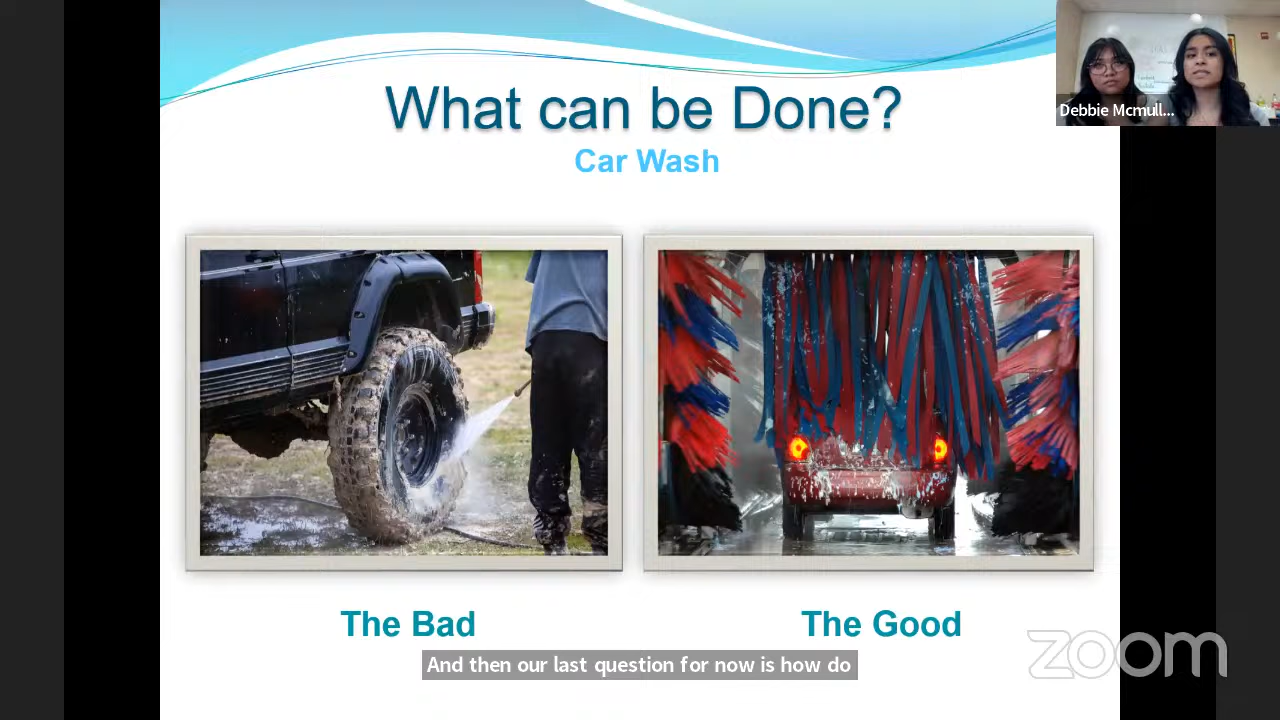 What can be Done?
Car Wash
Debbie Mcmull...
The Bad
The Good
And then our last question for now is how do
zoom